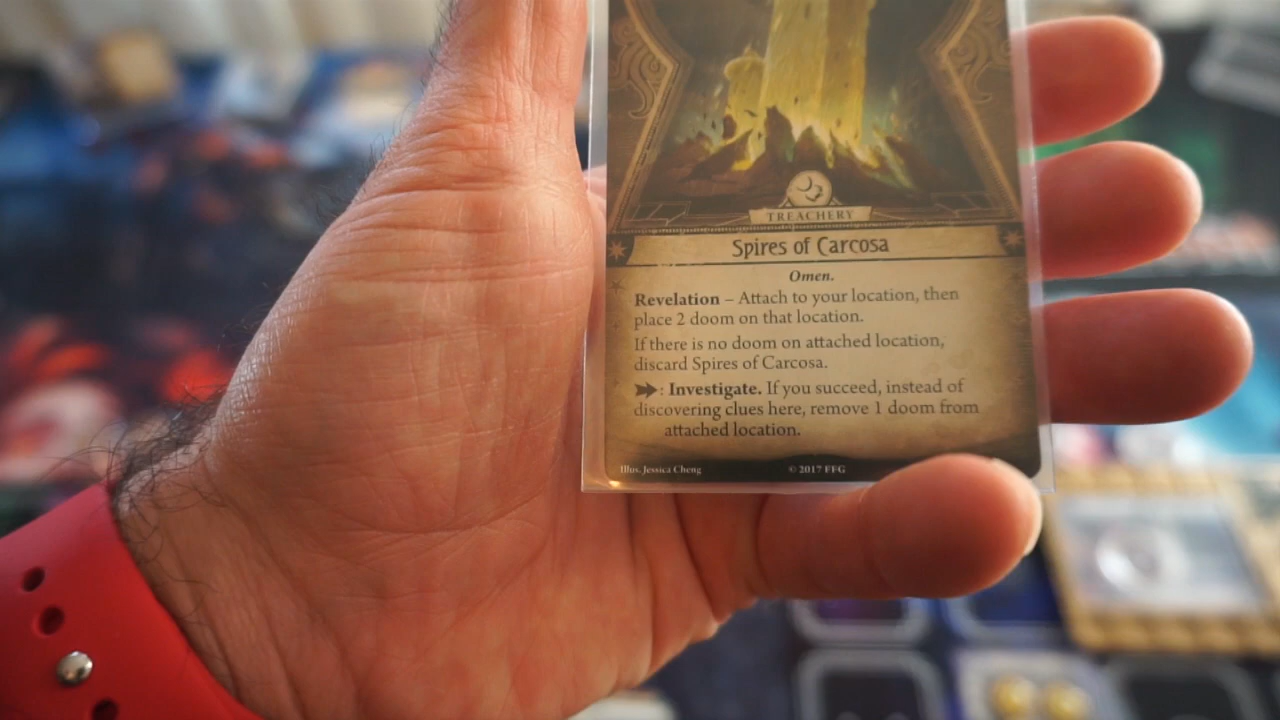 TREACHERY
Spires of Carcosa
Omen.
Revelation – Attach to your location, then
place 2 doom on that location.
If there is no doom on attached location,
discard Spires of Carcosa.
: Investigate. If you succeed, instead of
discovering clues here, remove 1 doom from
attached location.
Illus. Jessica Cheng © 2017 FFG